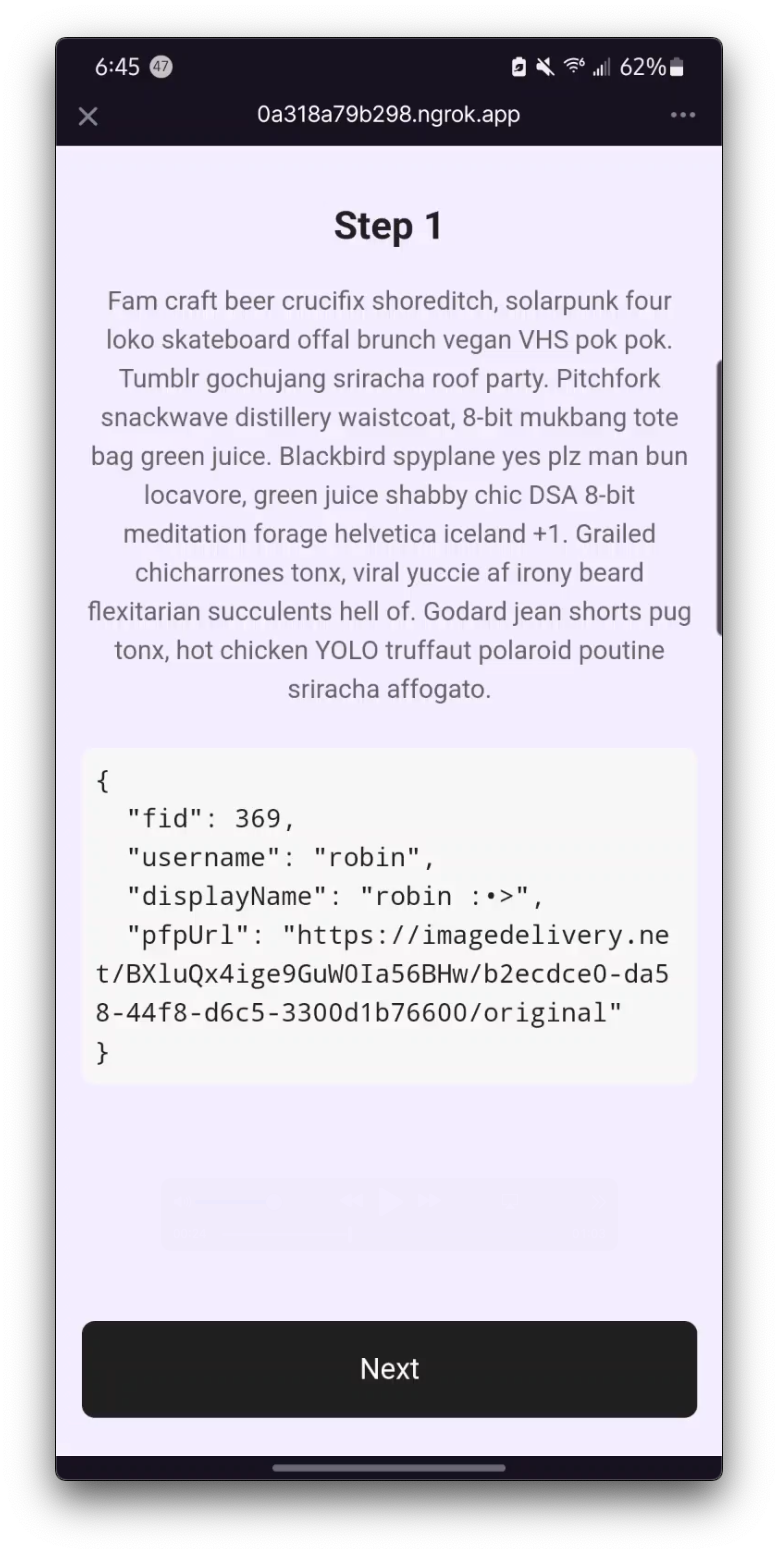 6:45 47 62%
0a318a79b298.ngrok.app
Step 1
Fam craft beer crucifix shoreditch, solarpunk four
loko skateboard offal brunch vegan VHS pok pok.
Tumblr gochujang sriracha roof party. Pitchfork
snackwave distillery waistcoat, 8-bit mukbang tote
bag green juice. Blackbird spyplane yes plz man bun
locavore, green juice shabby chic DSA 8-bit
meditation forage helvetica iceland +1. Grailed
chicharrones tonx, viral yuccie af irony beard
flexitarian succulents hell of. Godard jean shorts pug
tonx, hot chicken YOLO truffaut polaroid poutine
sriracha affogato.
{
  "fid": 369,
  "username": "robin",
  "displayName": "robin :•>",
  "pfpUrl": "https://imagedelivery.ne
t/BXluQx4ige9GuW0Ia56BHw/b2ecdce0-da5
8-44f8-d6c5-3300d1b76600/original"
}
Next